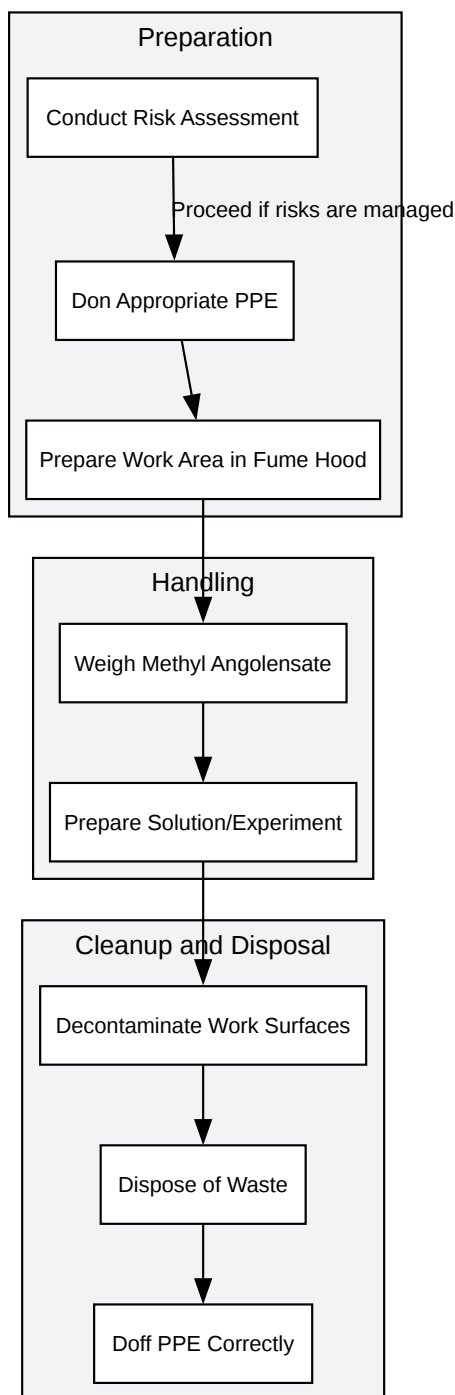 Preparation
Conduct Risk Assessment
Proceed if risks are managed
Don Appropriate PPE
Prepare Work Area in Fume Hood
Handling
Weigh Methyl Angolensate
Prepare Solution/Experiment
Cleanup and Disposal
Decontaminate Work Surfaces
Dispose of Waste
Doff PPE Correctly